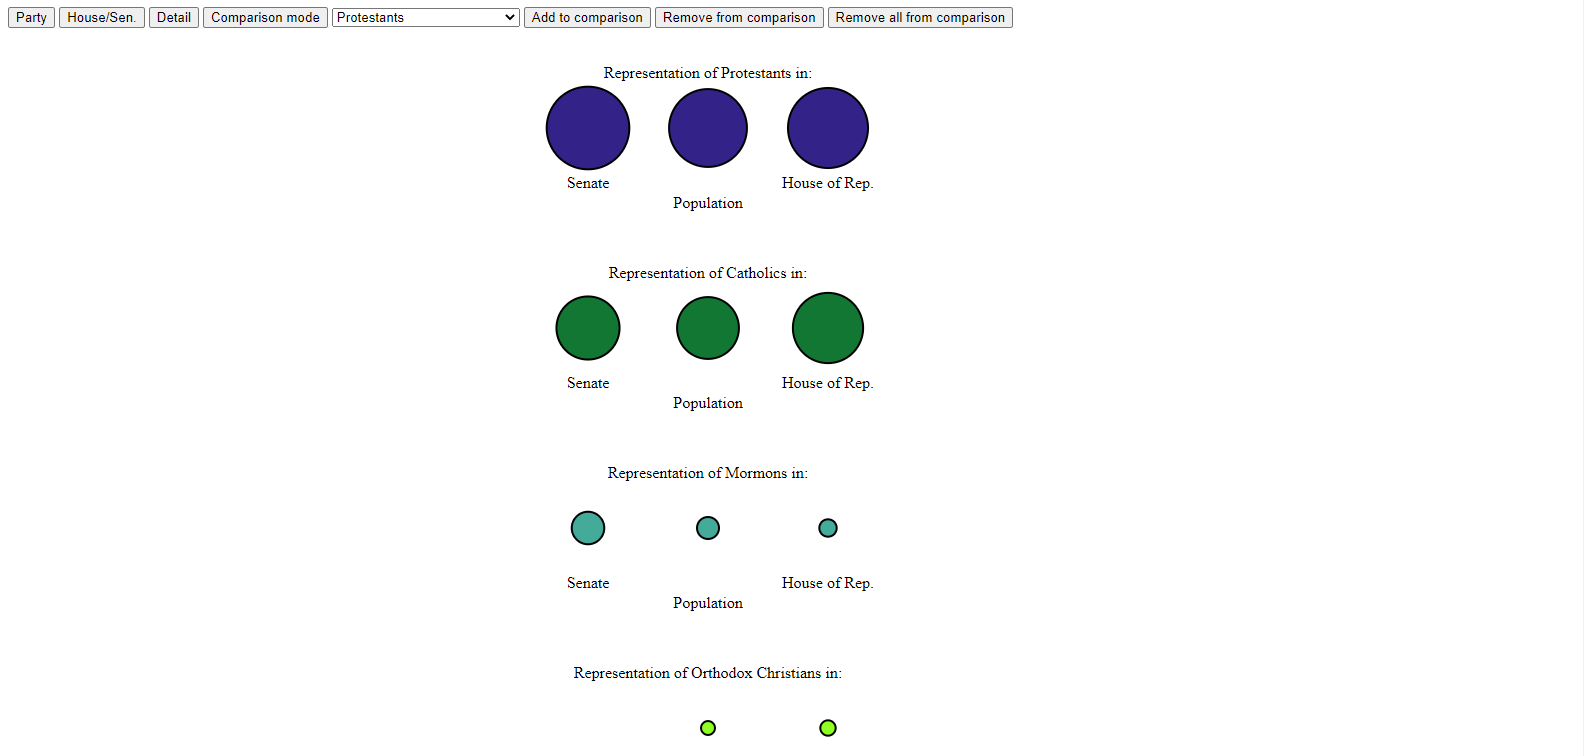 Party House/Sen. Detail Comparison mode Protestants Add to comparison Remove from comparison Remove all from comparison
Representation of Protestants in:
Senate House of Rep.
Population
Representation of Catholics in:
Senate House of Rep.
Population
Representation of Mormons in:
Senate House of Rep.
Population
Representation of Orthodox Christians in: